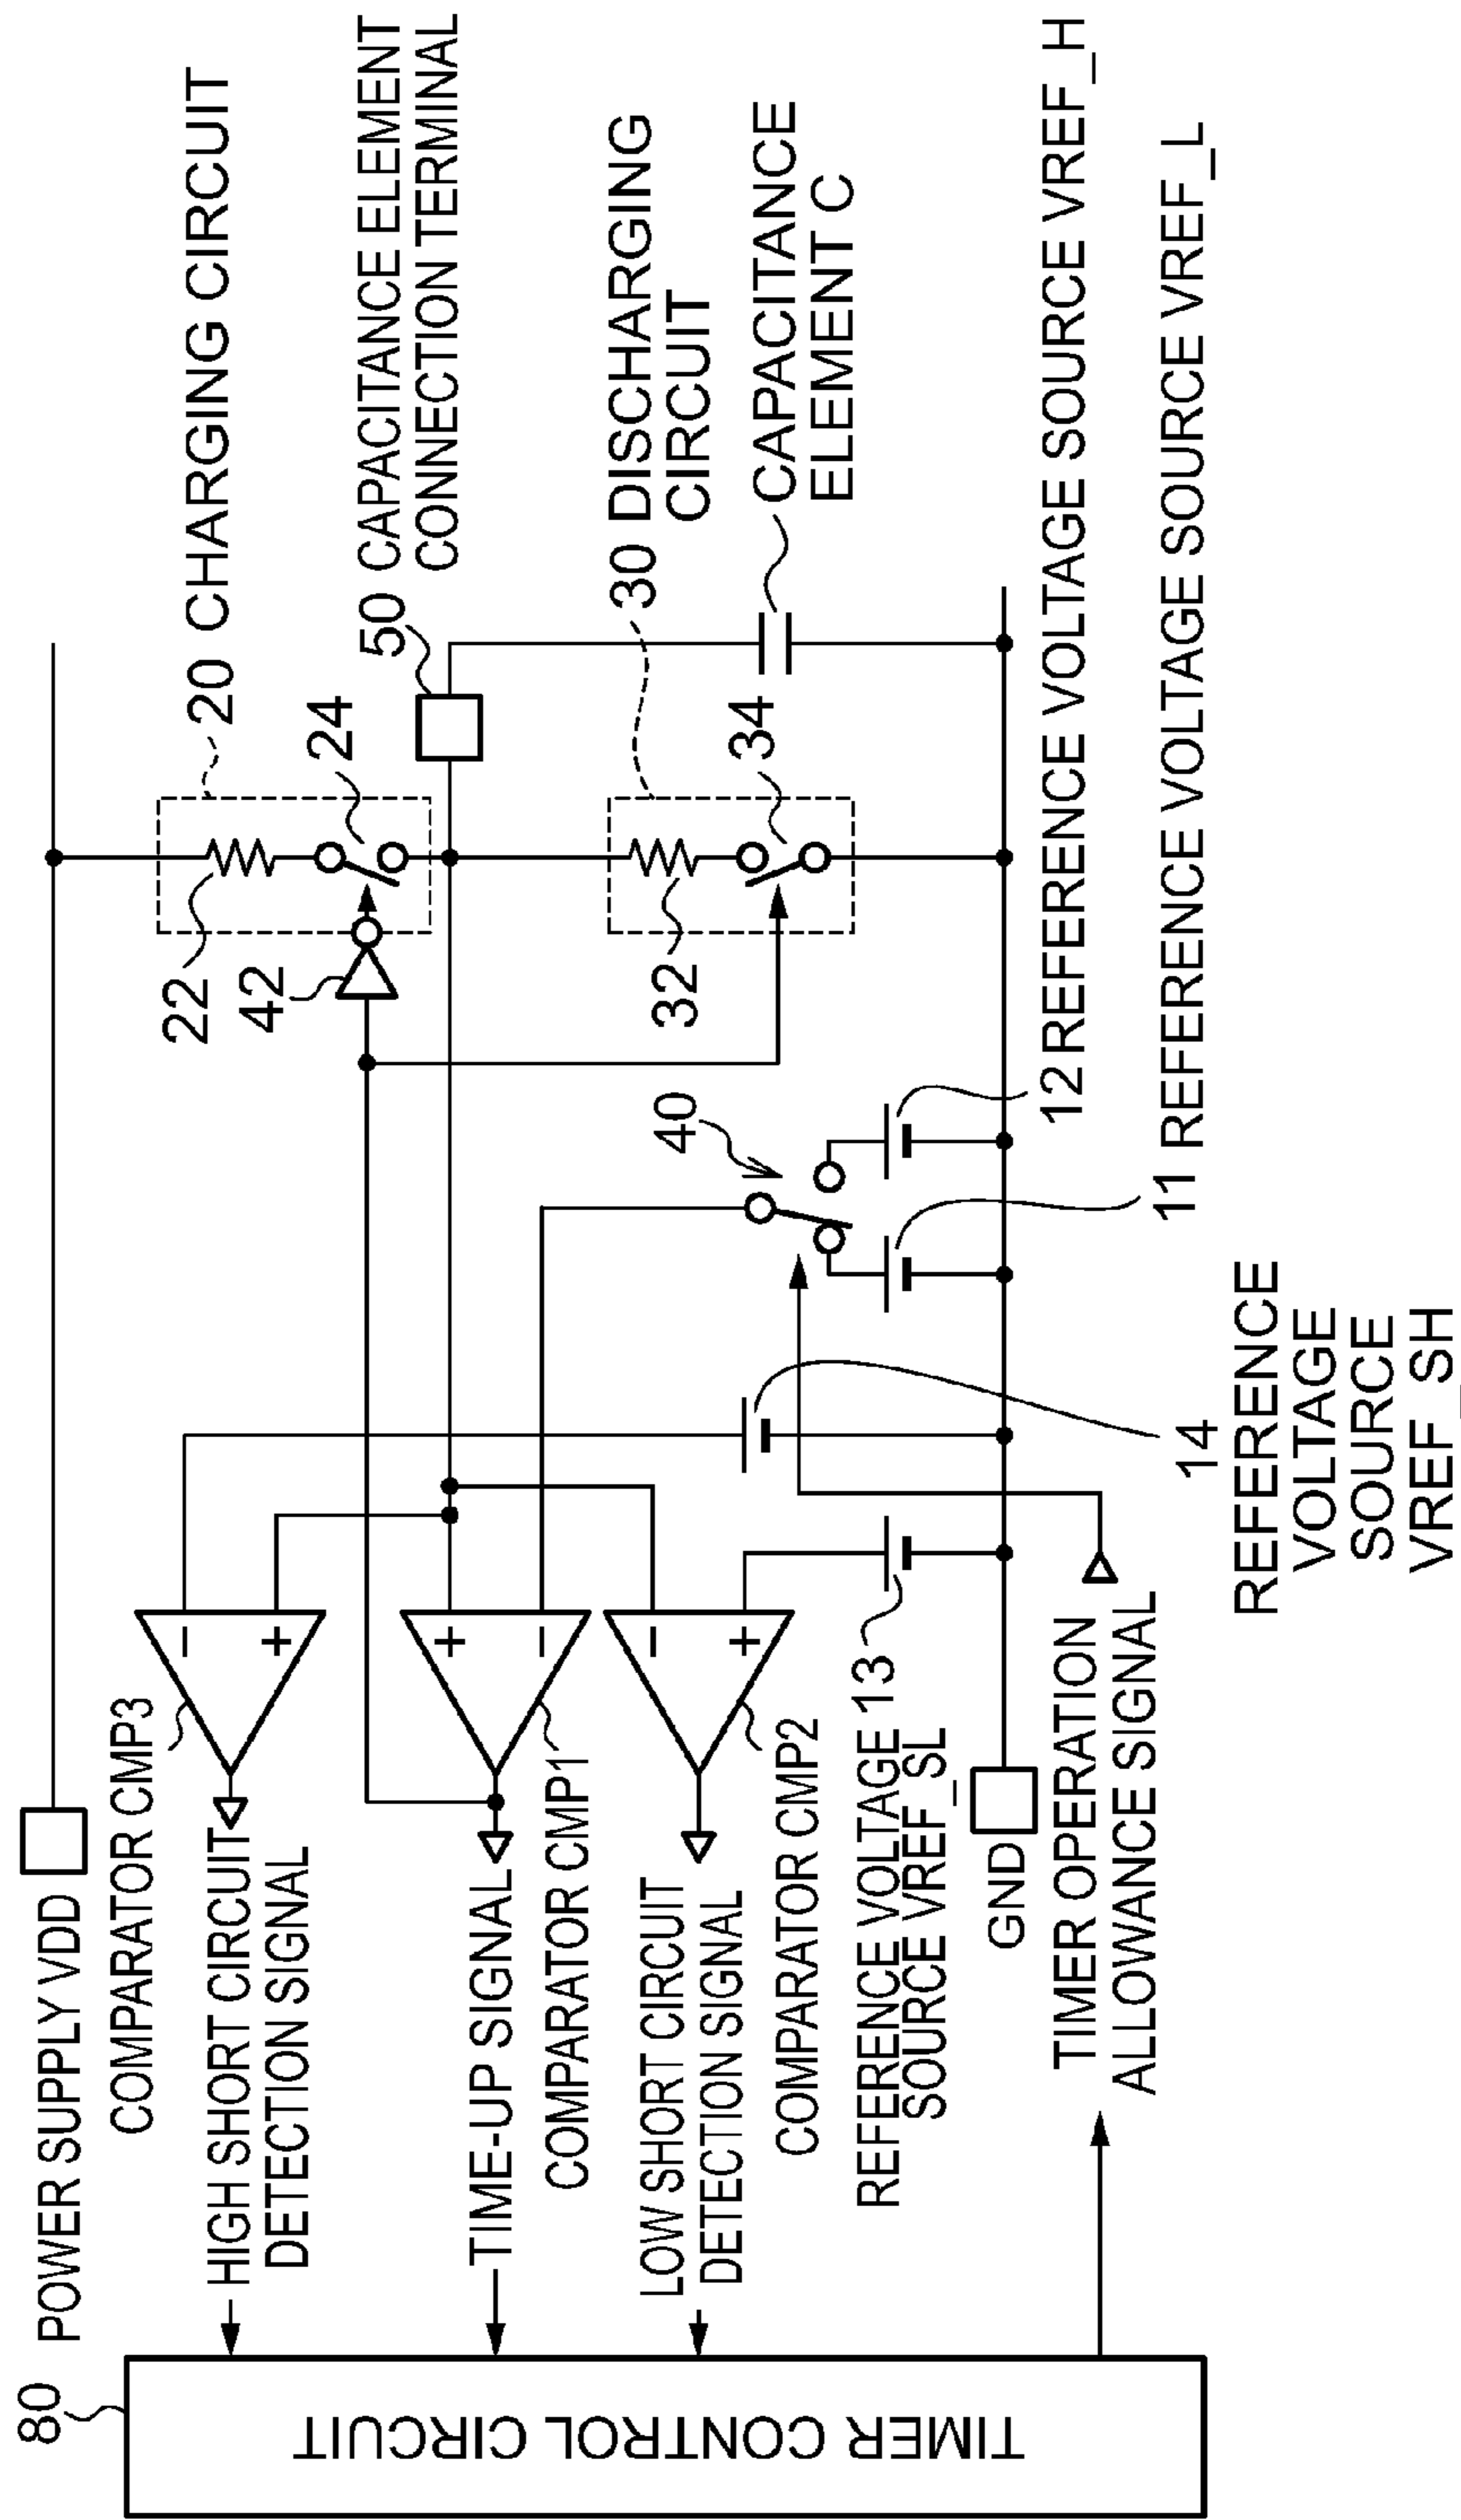 80
TIMER CONTROL CIRCUIT
POWER SUPPLY VDD
COMPARATOR CMP3
HIGH SHORT CIRCUIT
DETECTION SIGNAL
TIME-UP SIGNAL
COMPARATOR CMP1
LOW SHORT CIRCUIT
DETECTION SIGNAL
COMPARATOR CMP2
REFERENCE VOLTAGE 13
SOURCE VREF_SL
GND
TIMER OPERATION
ALLOWANCE SIGNAL
−
+
+
−
−
+
14
REFERENCE
VOLTAGE
SOURCE
VREF_SH
40
22
42
32
20 CHARGING CIRCUIT
24
50 CAPACITANCE ELEMENT
CONNECTION TERMINAL
30 DISCHARGING
CIRCUIT
34
CAPACITANCE
ELEMENT C
12 REFERENCE VOLTAGE SOURCE VREF_H
11 REFERENCE VOLTAGE SOURCE VREF_L